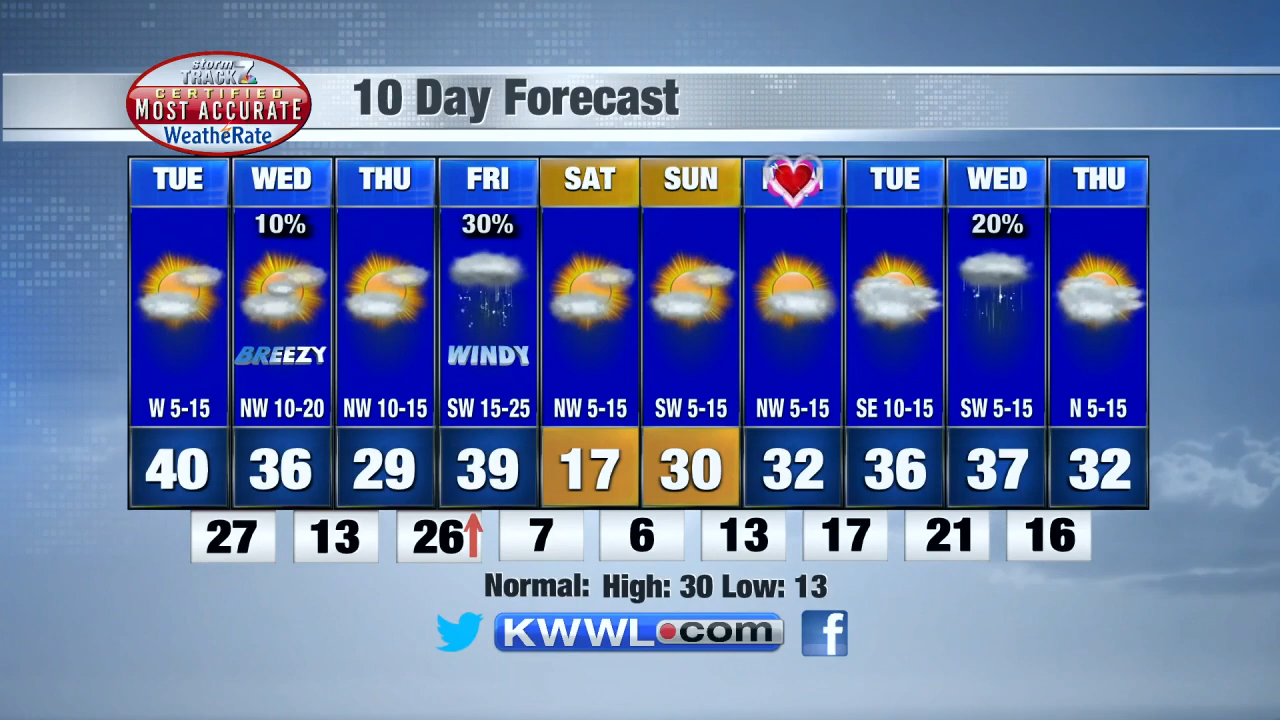 storm
TRACK 7
CERTIFIED
MOST ACCURATE
WeatheRate
10 Day Forecast
TUE WED THU FRI SAT SUN TUE WED THU
10% 30% 20%
BREEZY WINDY
W 5-15 NW 10-20 NW 10-15 SW 15-25 NW 5-15 SW 5-15 NW 5-15 SE 10-15 SW 5-15 N 5-15
40 36 29 39 17 30 32 36 37 32
27 13 26 7 6 13 17 21 16
Normal: High: 30 Low: 13
KWWL.com
f